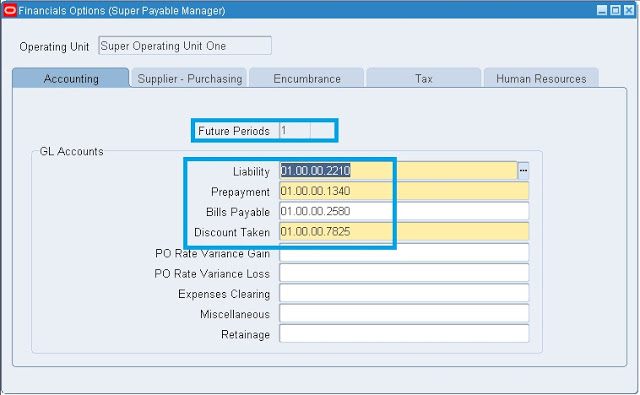 Financials Options (Super Payable Manager)
Operating Unit Super Operating Unit One
Accounting Supplier - Purchasing Encumbrance Tax Human Resources
Future Periods 1
GL Accounts
Liability 01.00.00.2210 ...
Prepayment 01.00.00.1340
Bills Payable 01.00.00.2580
Discount Taken 01.00.00.7825
PO Rate Variance Gain
PO Rate Variance Loss
Expenses Clearing
Miscellaneous
Retainage